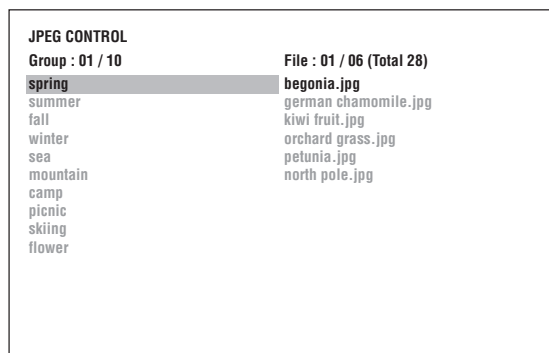 JPEG CONTROL
Group : 01 / 10
spring
summer
fall
winter
sea
mountain
camp
picnic
skiing
flower
File : 01 / 06 (Total 28)
begonia.jpg
german chamomile.jpg
kiwi fruit.jpg
orchard grass.jpg
petunia.jpg
north pole.jpg